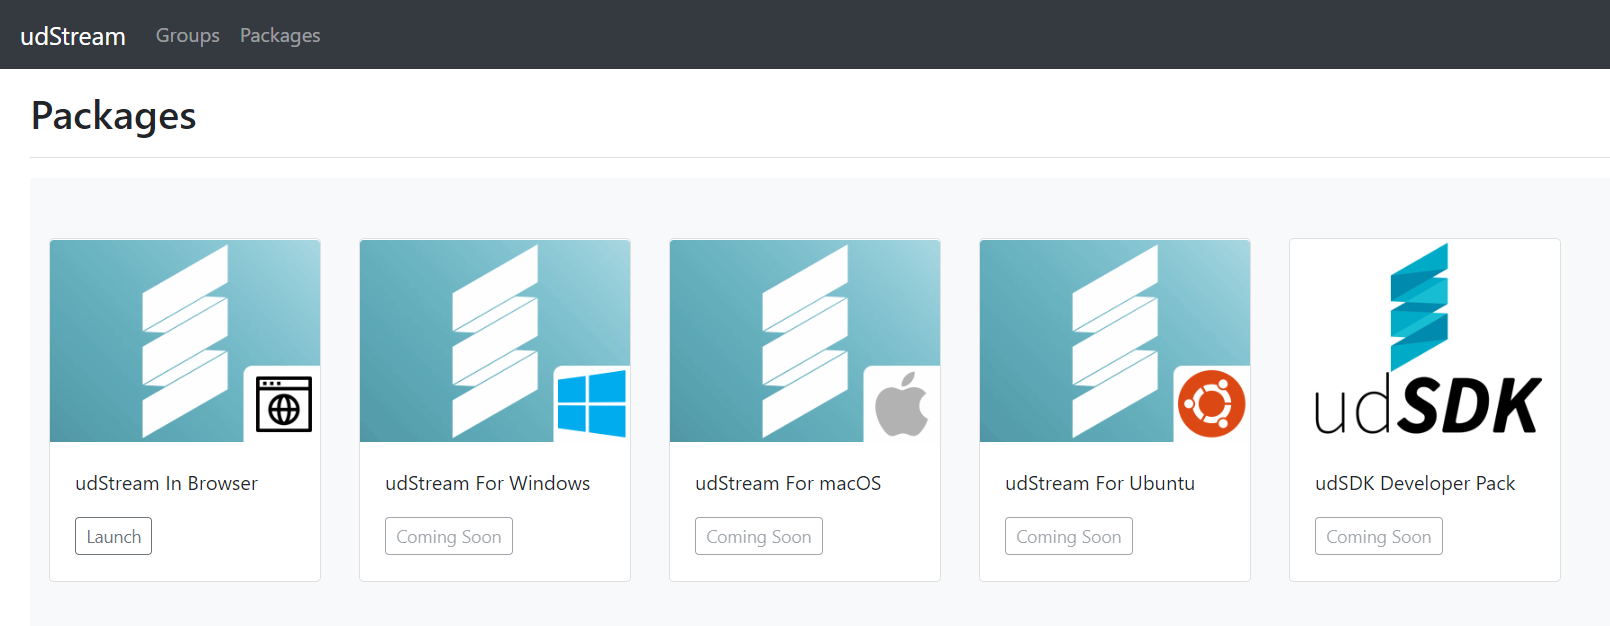 udStream Groups Packages
Packages
udSDK
udStream In Browser
Launch
udStream For Windows
Coming Soon
udStream For macOS
Coming Soon
udStream For Ubuntu
Coming Soon
udSDK Developer Pack
Coming Soon